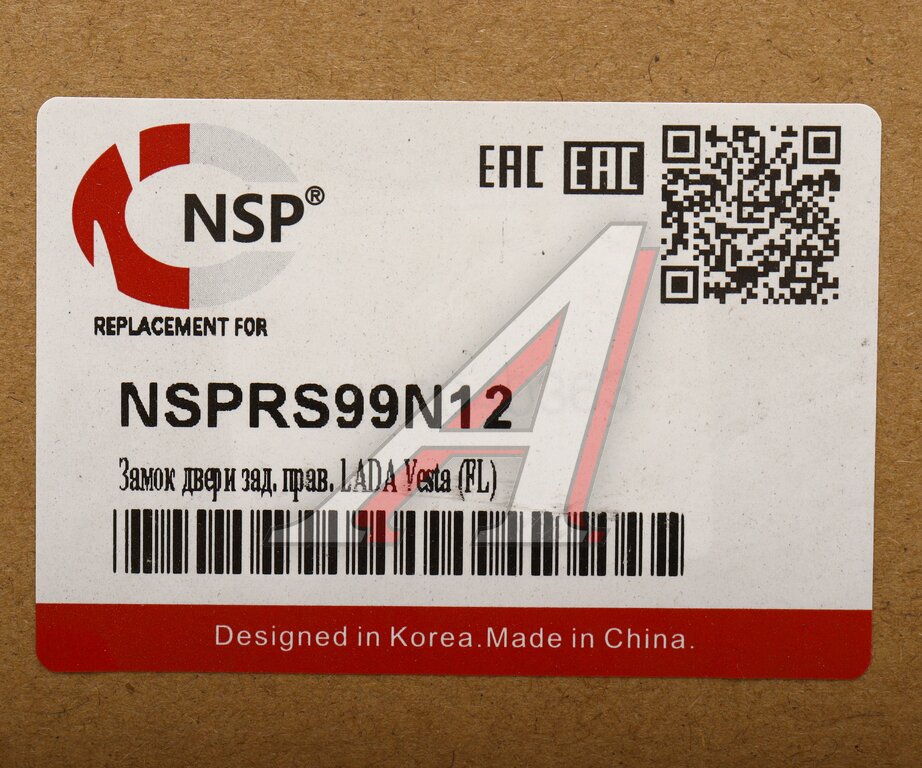 NSP®
EAC EAC
REPLACEMENT FOR
NSPRS99N12
Замок двери зад. прав. LADA Vesta (FL)
Designed in Korea.Made in China.